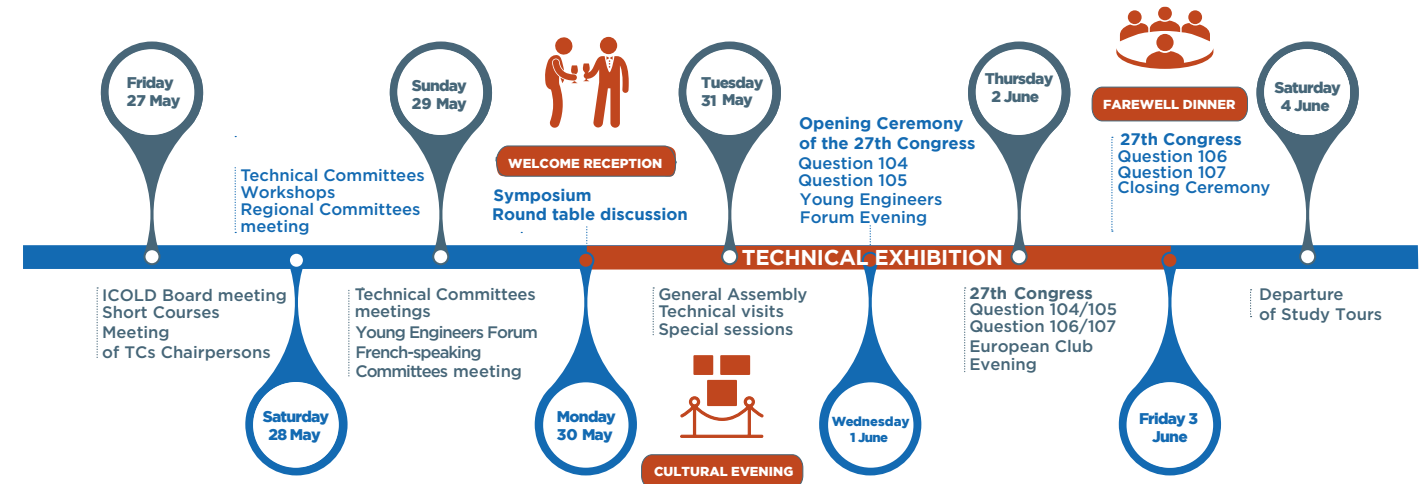 Friday
27 May
ICOLD Board meeting
Short Courses
Meeting
of TCs Chairpersons
Technical Committees
Workshops
Regional Committees
meeting
Saturday
28 May
Sunday
29 May
Technical Committees
meetings
Young Engineers Forum
French-speaking
Committees meeting
WELCOME RECEPTION
Symposium
Round table discussion
Monday
30 May
Tuesday
31 May
General Assembly
Technical visits
Special sessions
CULTURAL EVENING
TECHNICAL EXHIBITION
Opening Ceremony
of the 27th Congress
Question 104
Question 105
Young Engineers
Forum Evening
Wednesday
1 June
Thursday
2 June
27th Congress
Question 104/105
Question 106/107
European Club
Evening
FAREWELL DINNER
27th Congress
Question 106
Question 107
Closing Ceremony
Friday 3
June
Saturday
4 June
Departure
of Study Tours